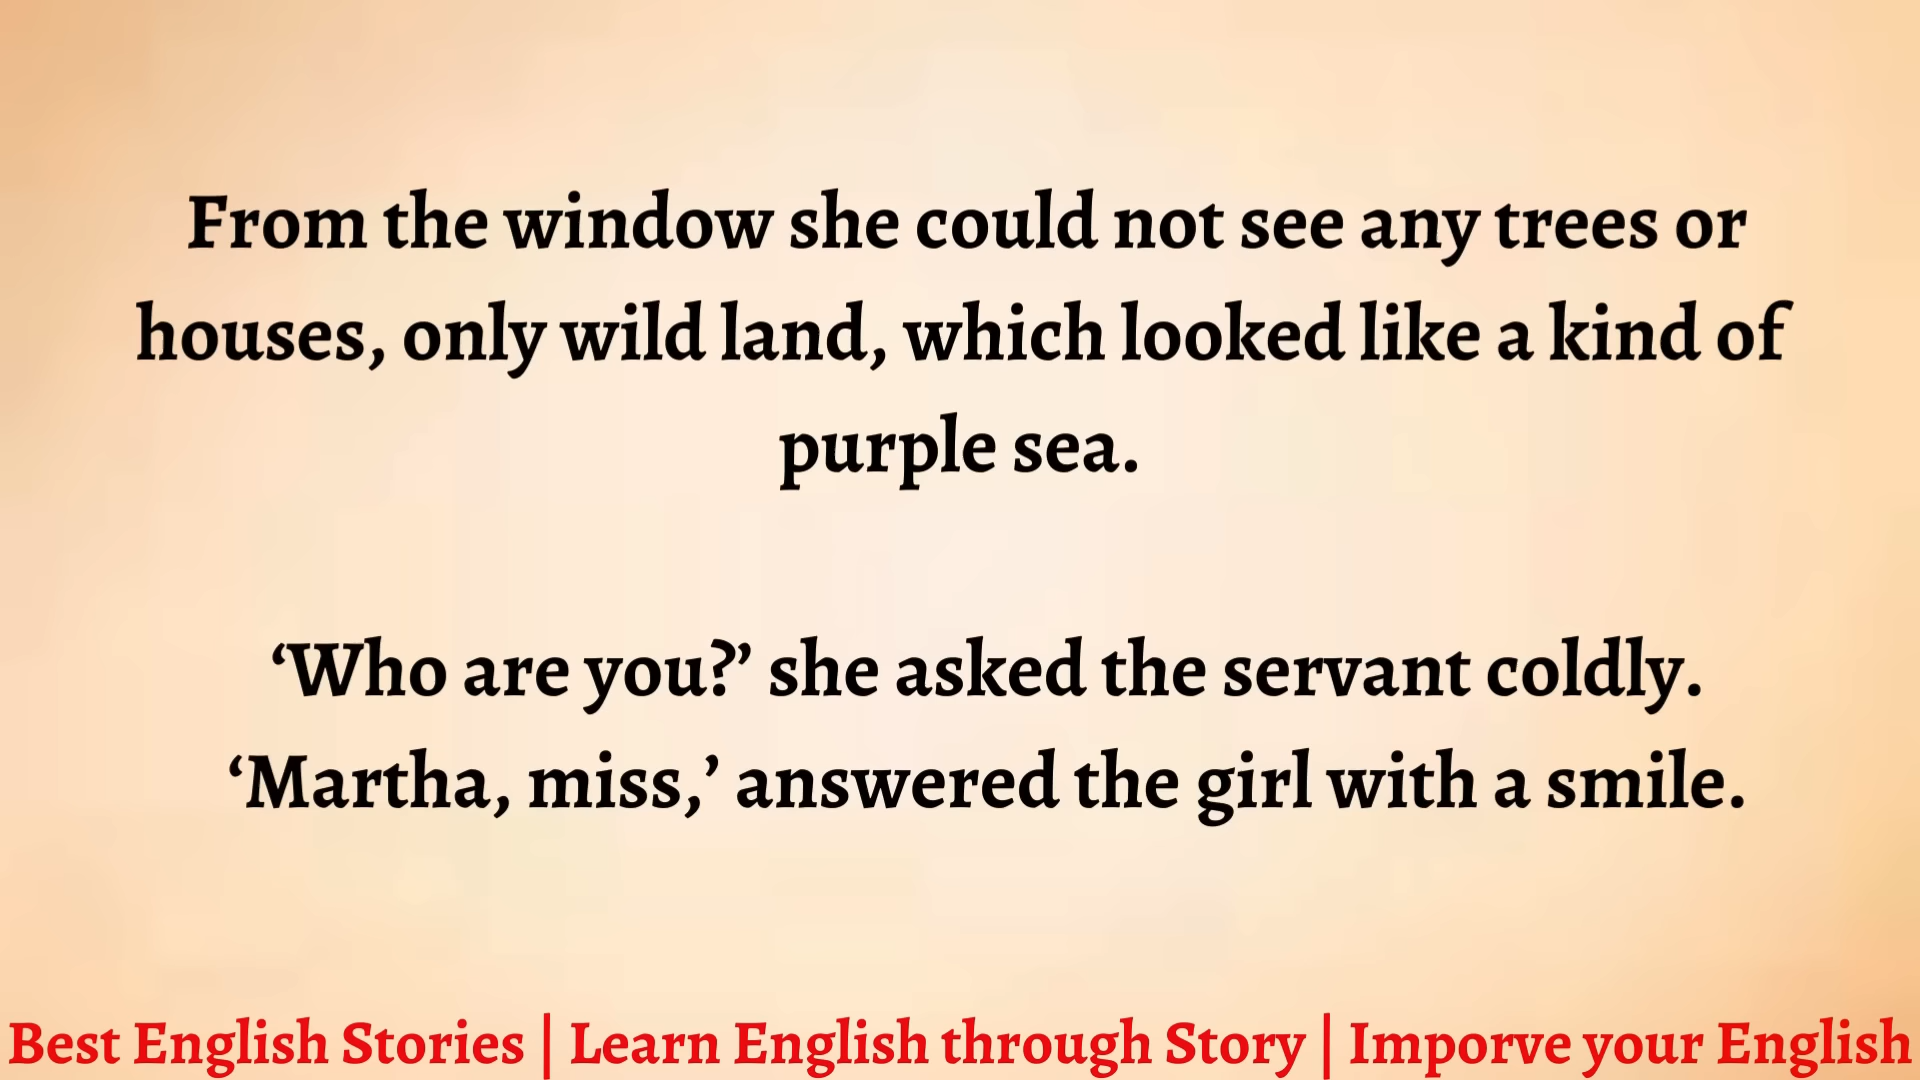 From the window she could not see any trees or
houses, only wild land, which looked like a kind of
purple sea.
‘Who are you?’ she asked the servant coldly.
‘Martha, miss,’ answered the girl with a smile.
Best English Stories | Learn English through Story | Imporve your English